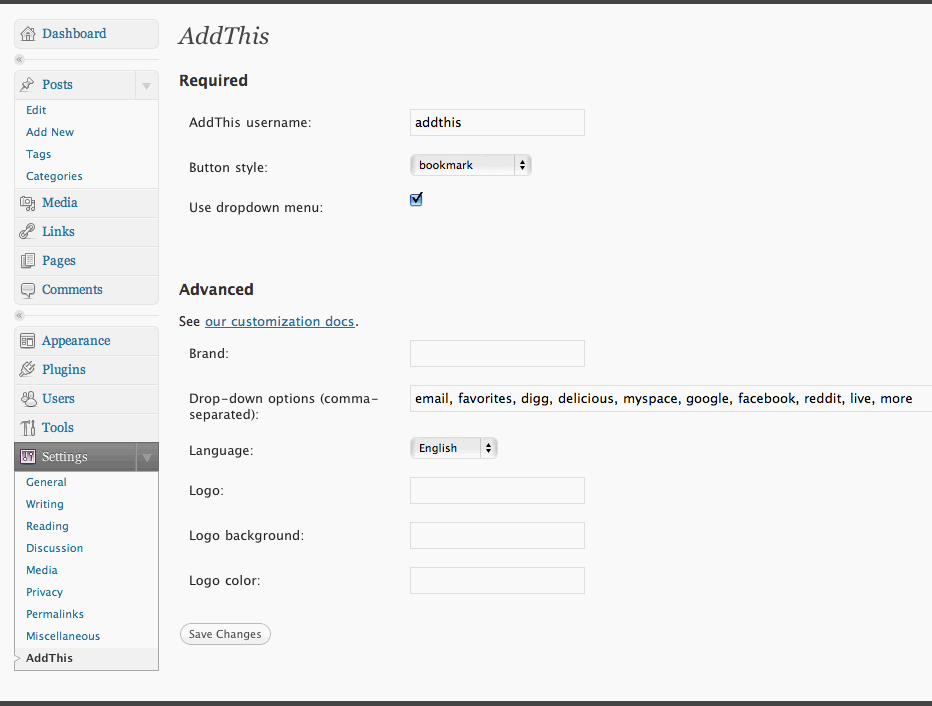 Dashboard
Posts
Edit
Add New
Tags
Categories
Media
Links
Pages
Comments
Appearance
Plugins
Users
Tools
Settings
General
Writing
Reading
Discussion
Media
Privacy
Permalinks
Miscellaneous
AddThis
AddThis
Required
AddThis username: addthis
Button style: bookmark
Use dropdown menu:
Advanced
See our customization docs.
Brand:
Drop-down options (comma-
separated): email, favorites, digg, delicious, myspace, google, facebook, reddit, live, more
Language: English
Logo:
Logo background:
Logo color:
Save Changes